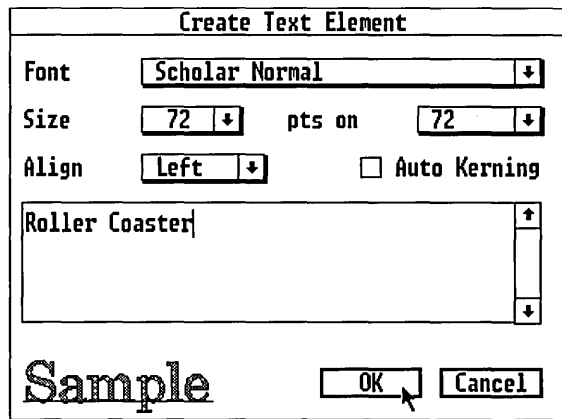 Create Text Element
Font Scholar Normal
Size 72 pts on 72
Align Left Auto Kerning
Roller Coaster
Sample OK Cancel